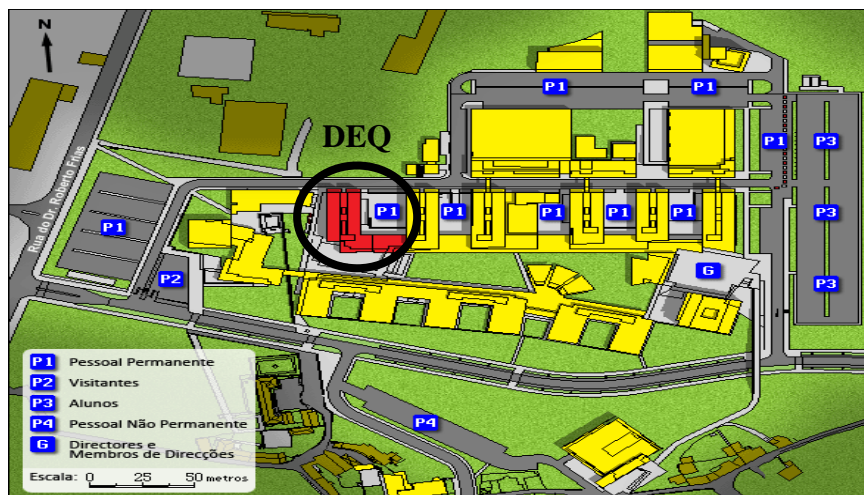 N
DEQ
Rua do Dr. Roberto Frias
P1
P1
P1
P3
P1
P1
P1
P1
P1
P1
P3
P1
P2
G
P3
P4
P1 Pessoal Permanente
P2 Visitantes
P3 Alunos
P4 Pessoal Não Permanente
G Directores e
Membros de Direcções
Escala: 0 25 50 metros